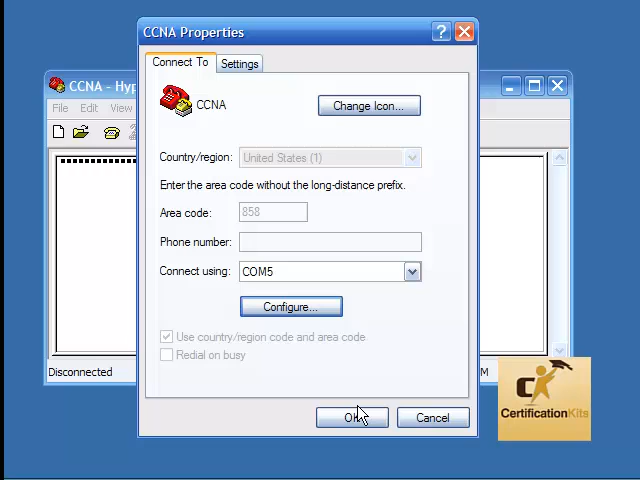 CCNA Properties
Connect To
Settings
CCNA - Hyp
File Edit View
CCNA
Change Icon...
Country/region:
United States (1)
Enter the area code without the long-distance prefix.
Area code:
858
Phone number:
Connect using:
COM5
Configure...
Use country/region code and area code
Redial on busy
Disconnected
M
OK
Cancel
CK
CertificationKits